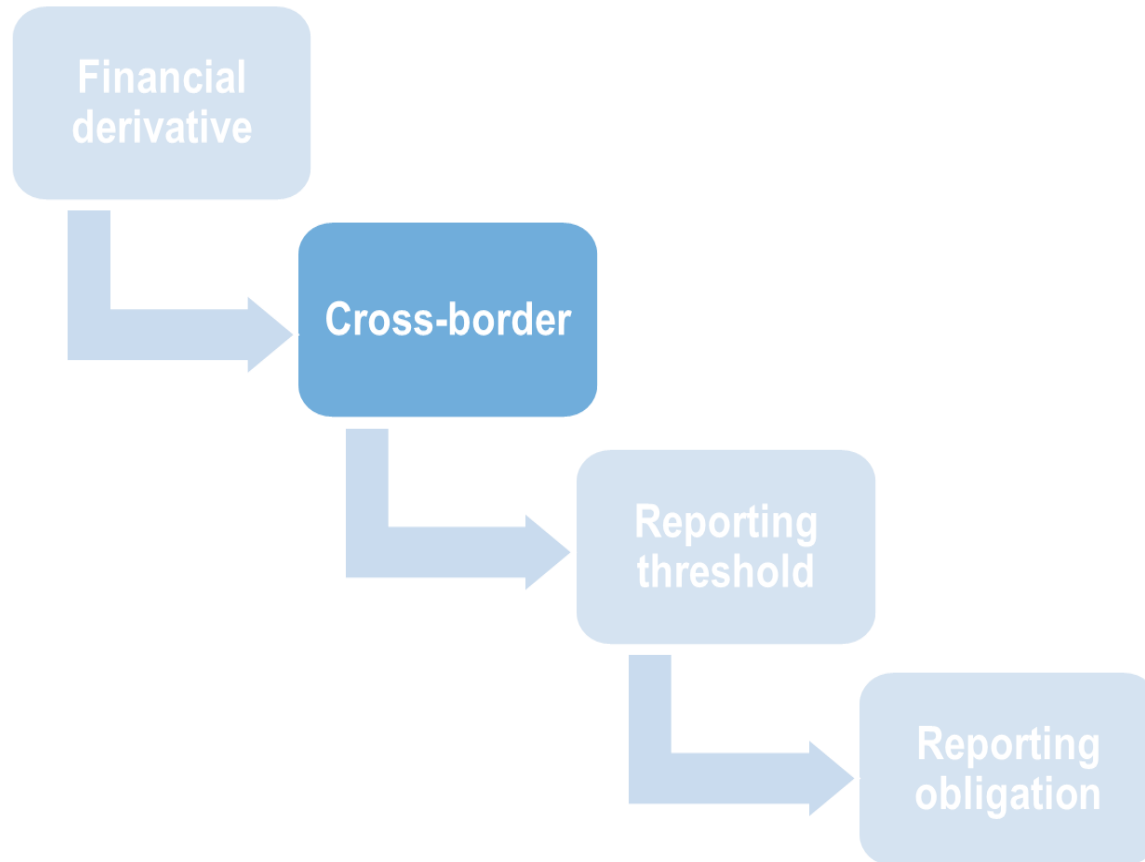 Financial
derivative
Cross-border
Reporting
threshold
Reporting
obligation